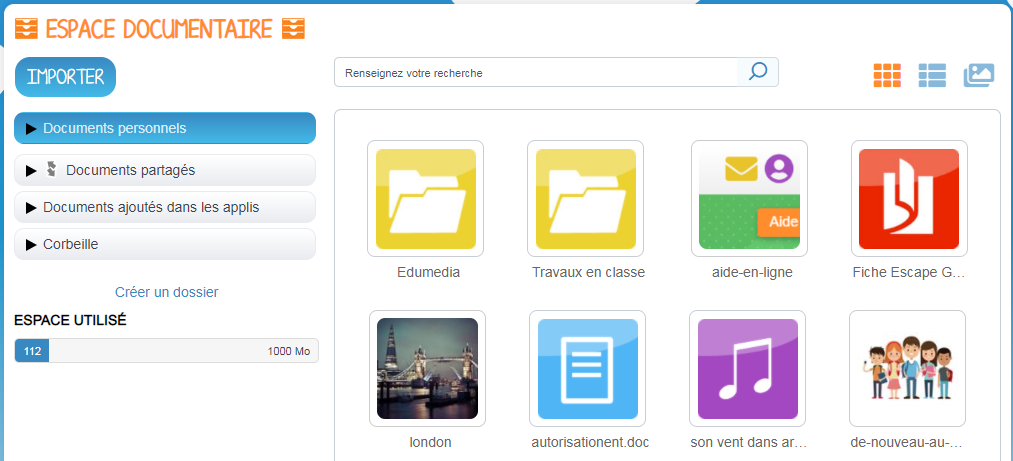 ESPACE DOCUMENTAIRE
IMPORTER
Renseignez votre recherche
Documents personnels
Documents partagés
Documents ajoutés dans les applis
Corbeille
Créer un dossier
ESPACE UTILISÉ
112 1000 Mo
Aide
Edumedia Travaux en classe aide-en-ligne Fiche Escape G...
london autorisationent.doc son vent dans ar... de-nouveau-au-...